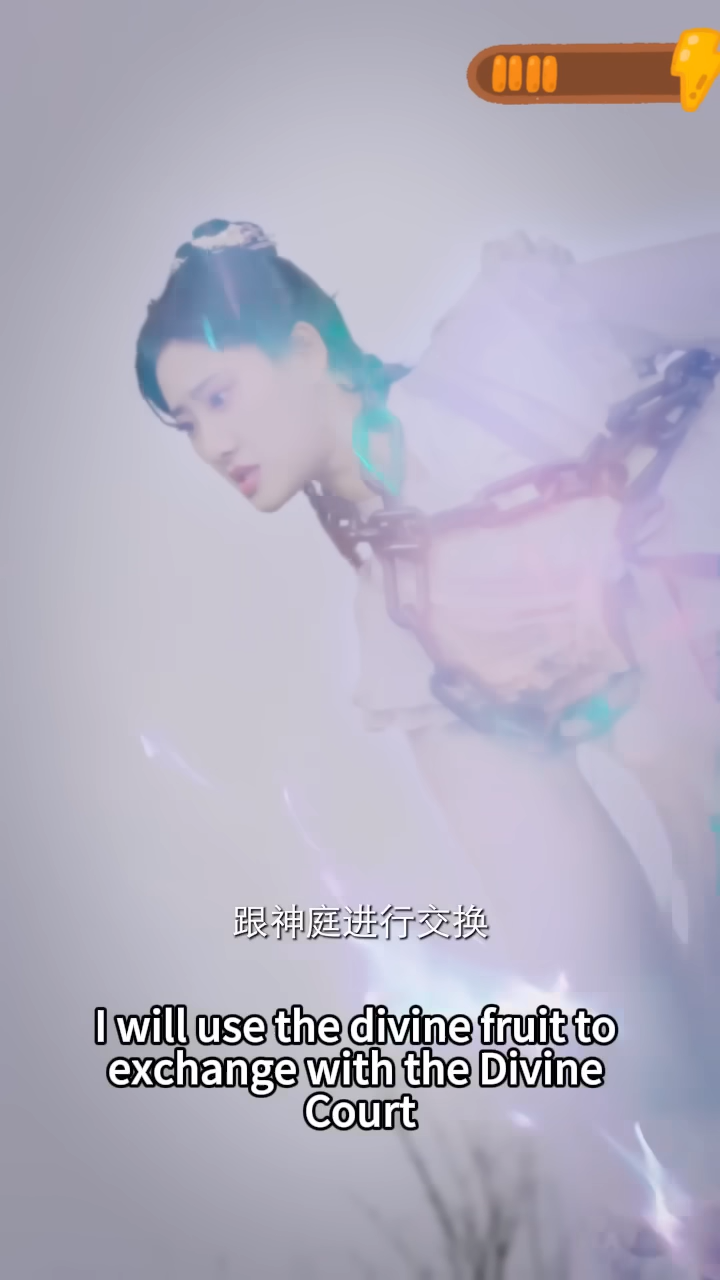 跟神庭进行交换
I will use the divine fruit to
exchange with the Divine
Court